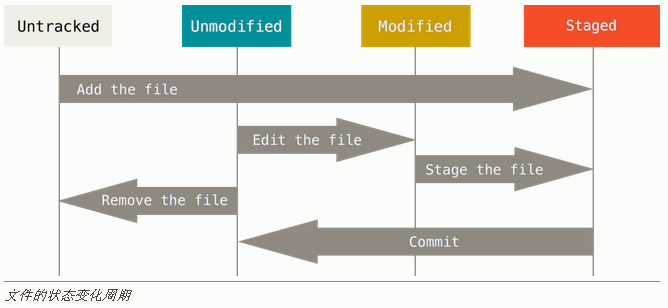 Untracked Unmodified Modified Staged
Add the file
Edit the file
Stage the file
Remove the file
Commit
文件的状态变化周期